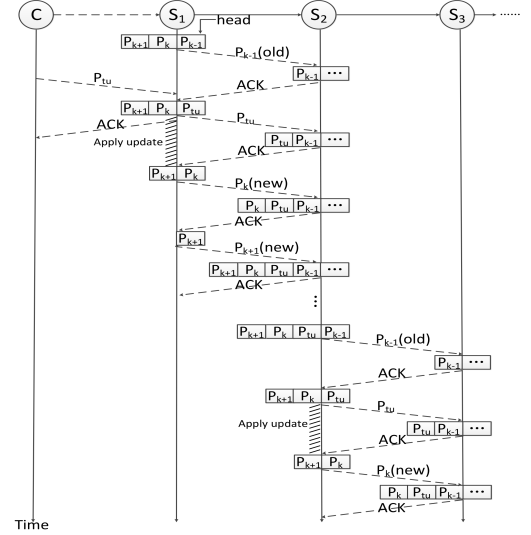 C S₁ S₂ S₃ ......
head
Pₖ₊₁ Pₖ Pₖ₋₁
Pₖ₋₁(old)
Pₖ₋₁ ...
ACK
Pₜᵤ
Pₖ₊₁ Pₖ Pₜᵤ
Pₜᵤ
ACK
Apply update
Pₜᵤ Pₖ₋₁ ...
ACK
Pₖ₊₁ Pₖ
Pₖ(new)
Pₖ Pₜᵤ Pₖ₋₁ ...
ACK
Pₖ₊₁
Pₖ₊₁(new)
Pₖ₊₁ Pₖ Pₜᵤ Pₖ₋₁ ...
ACK
...
Pₖ₊₁ Pₖ Pₜᵤ Pₖ₋₁
Pₖ₋₁(old)
Pₖ₋₁ ...
ACK
Pₖ₊₁ Pₖ Pₜᵤ
Pₜᵤ
Apply update
Pₜᵤ Pₖ₋₁ ...
ACK
Pₖ₊₁ Pₖ
Pₖ(new)
Pₖ Pₜᵤ Pₖ₋₁ ...
ACK
Time